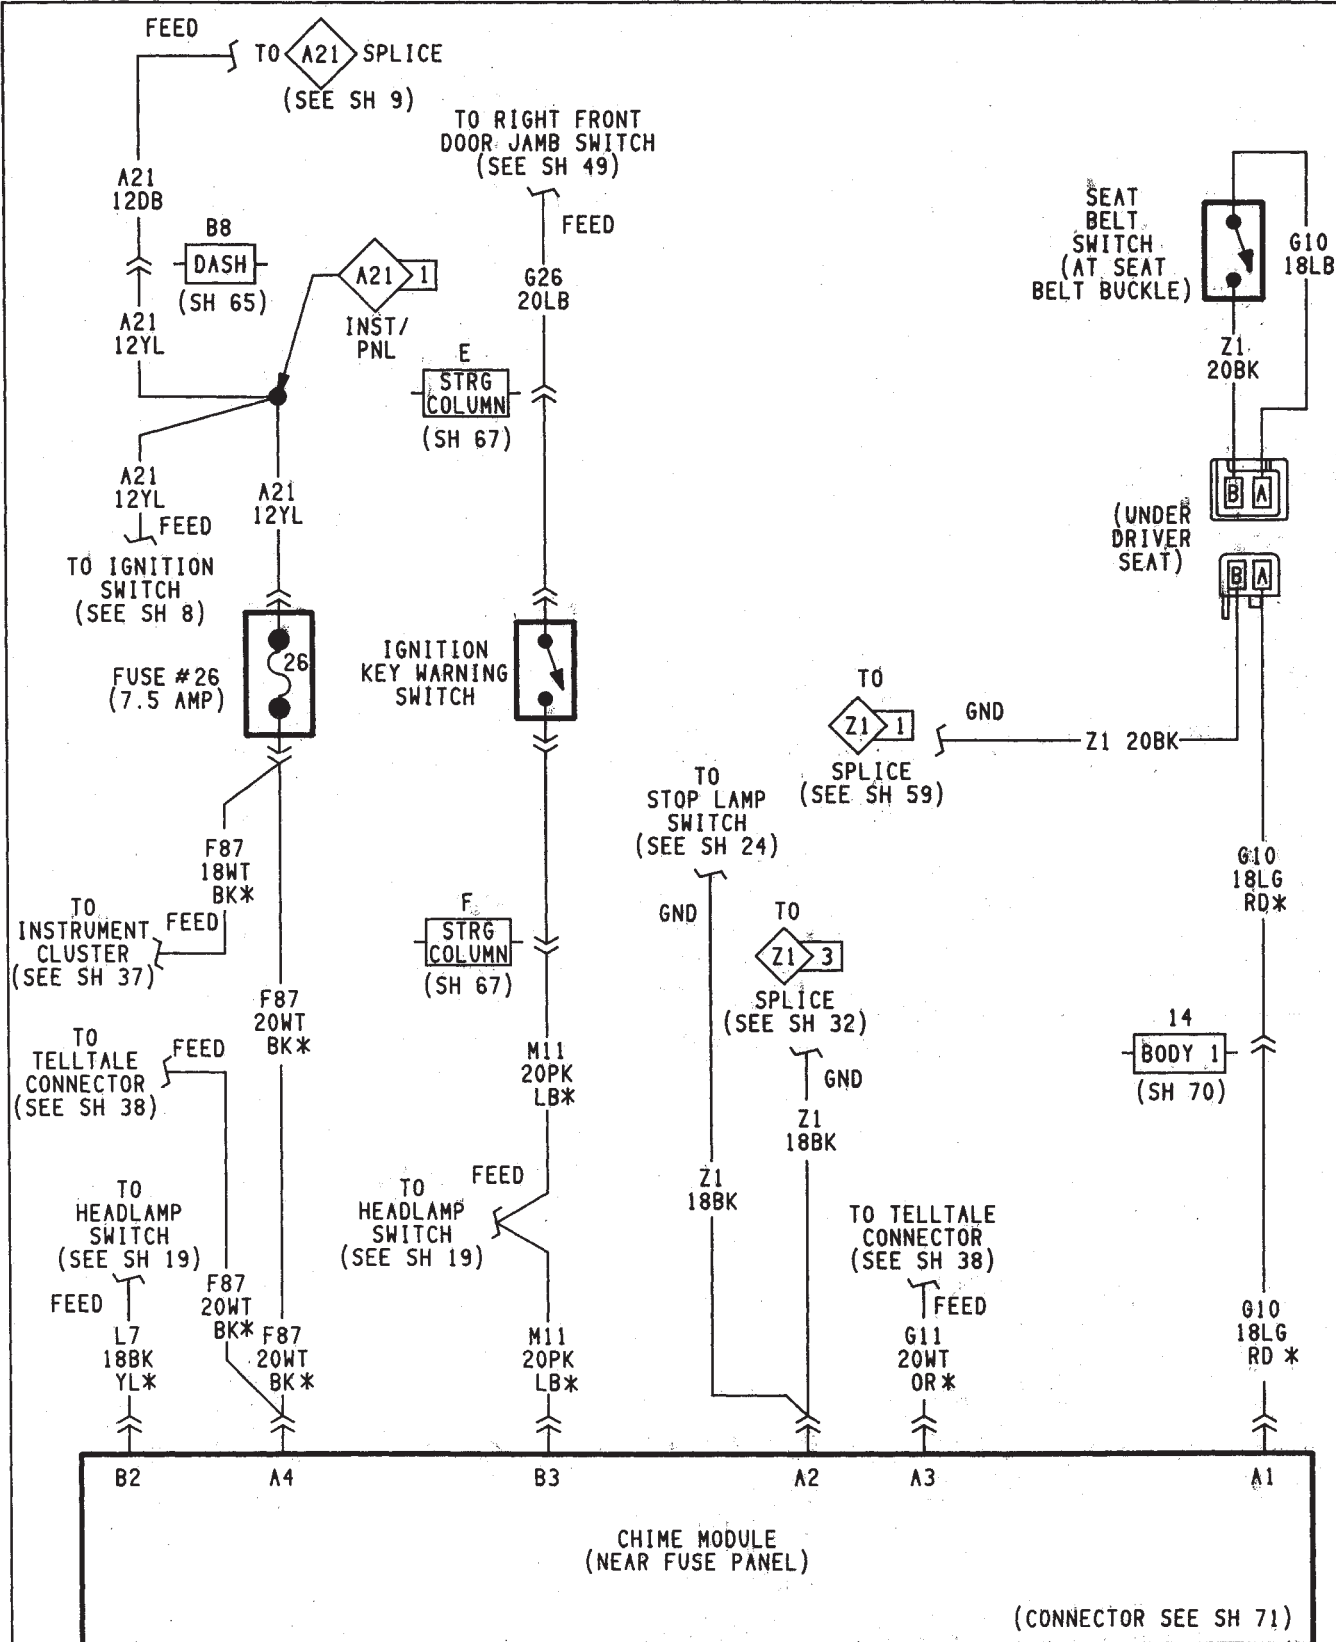 FEED
TO A21 SPLICE
(SEE SH 9)
TO RIGHT FRONT
DOOR JAMB SWITCH
(SEE SH 49)
FEED
A21
12DB
B8
DASH
(SH 65)
A21
12YL
A21 1
INST/
PNL
G26
20LB
E
STRG
COLUMN
(SH 67)
SEAT
BELT
SWITCH
(AT SEAT
BELT BUCKLE)
G10
18LB
Z1
20BK
A21
12YL
FEED
TO IGNITION
SWITCH
(SEE SH 8)
A21
12YL
B A
(UNDER
DRIVER
SEAT)
B A
FUSE #26
(7.5 AMP)
26
IGNITION
KEY WARNING
SWITCH
TO
Z1 1
SPLICE
(SEE SH 59)
GND
Z1 20BK
TO
STOP LAMP
SWITCH
(SEE SH 24)
GND
F87
18WT
BK*
TO
INSTRUMENT
CLUSTER
(SEE SH 37)
FEED
F
STRG
COLUMN
(SH 67)
TO
Z1 3
SPLICE
(SEE SH 32)
GND
G10
18LG
RD*
F87
20WT
BK*
TO
TELLTALE
CONNECTOR
(SEE SH 38)
FEED
M11
20PK
LB*
14
BODY 1
(SH 70)
Z1
18BK
Z1
18BK
TO
HEADLAMP
SWITCH
(SEE SH 19)
FEED
FEED
TO
HEADLAMP
SWITCH
(SEE SH 19)
TO TELLTALE
CONNECTOR
(SEE SH 38)
FEED
F87
20WT
BK*
L7
18BK
YL*
F87
20WT
BK*
M11
20PK
LB*
G11
20WT
OR*
G10
18LG
RD *
B2 A4 B3 A2 A3 A1
CHIME MODULE
(NEAR FUSE PANEL)
(CONNECTOR SEE SH 71)